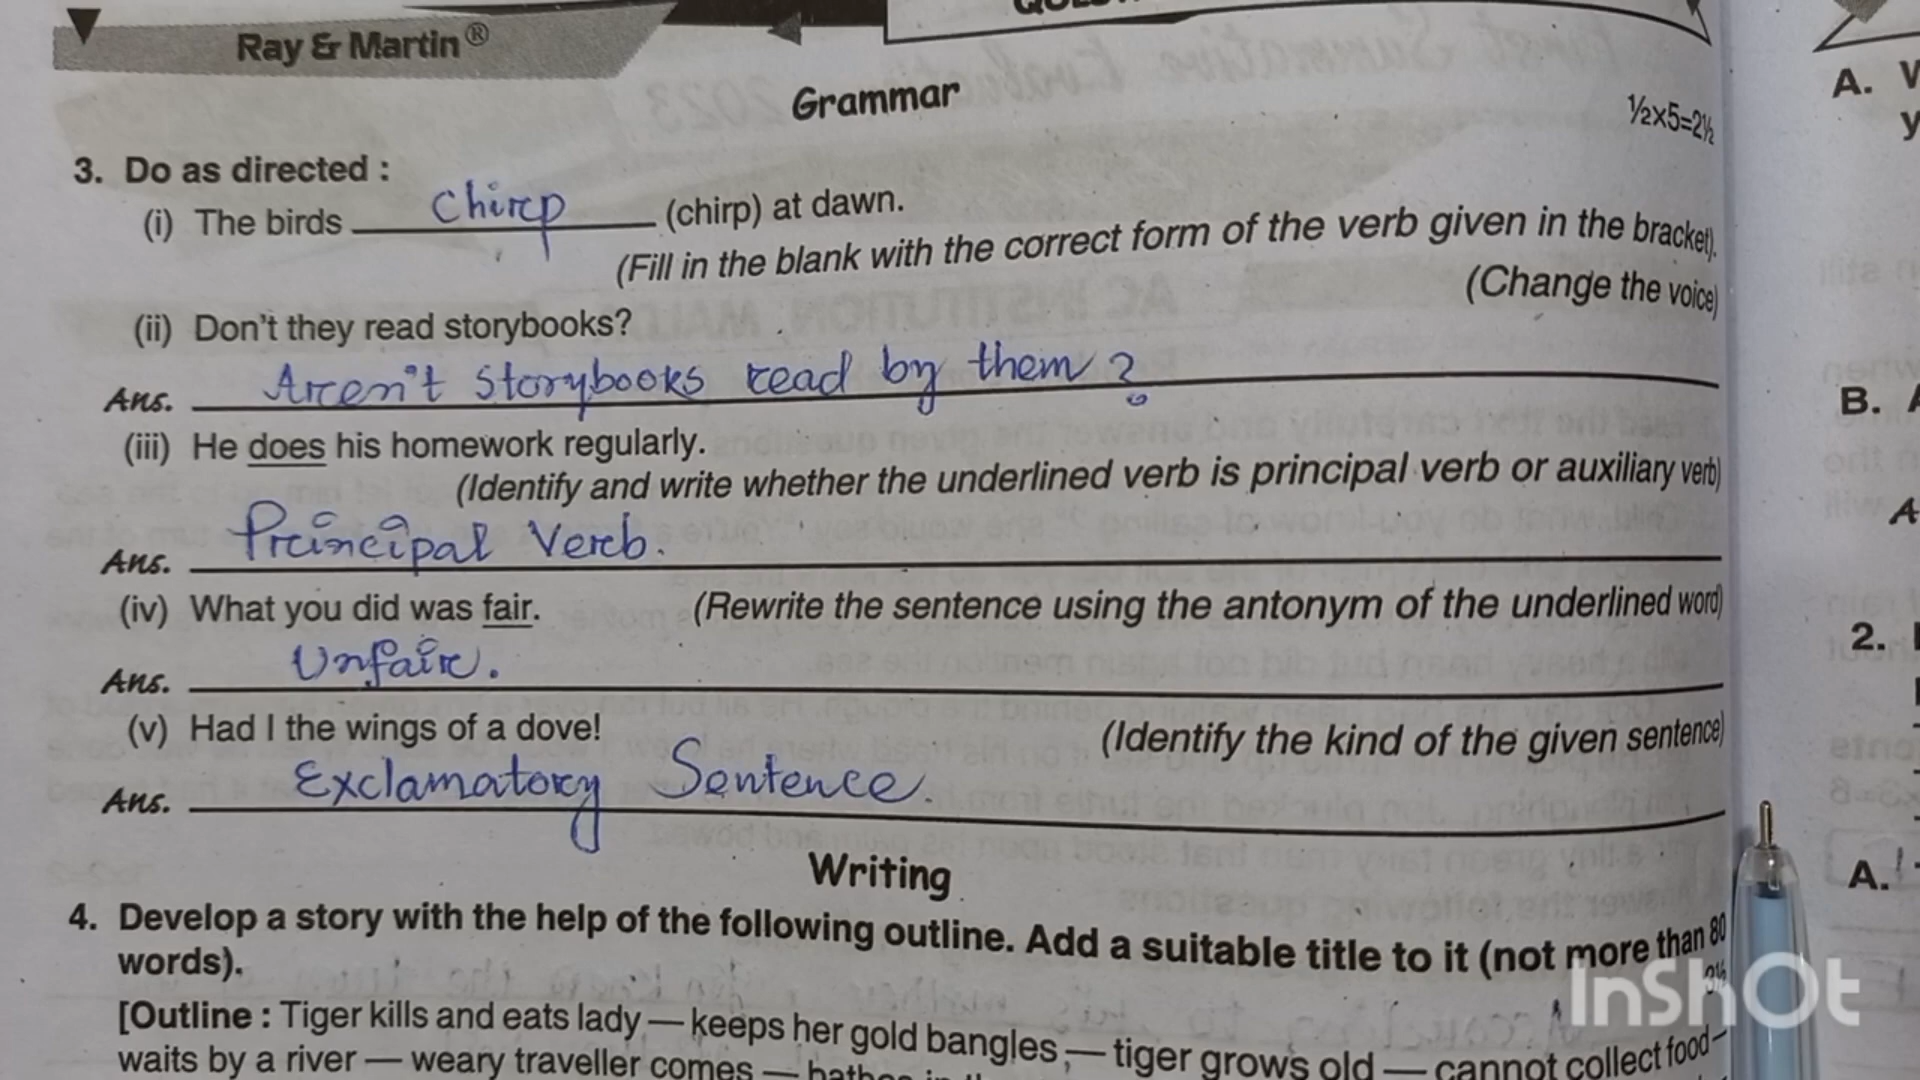 Ray & Martin®
Grammar
½x5=2½
3. Do as directed :
(i) The birds chirp (chirp) at dawn.
(Fill in the blank with the correct form of the verb given in the bracket).
(Change the voice)
(ii) Don't they read storybooks?
Ans. Aren't storybooks read by them?
(iii) He does his homework regularly.
(Identify and write whether the underlined verb is principal verb or auxiliary verb)
Ans. Principal Verb.
(iv) What you did was fair. (Rewrite the sentence using the antonym of the underlined word)
Ans. Unfair.
(v) Had I the wings of a dove! (Identify the kind of the given sentence)
Ans. Exclamatory Sentence.
Writing
4. Develop a story with the help of the following outline. Add a suitable title to it (not more than 80
words).
[Outline : Tiger kills and eats lady — keeps her gold bangles — tiger grows old — cannot collect food —
waits by a river — weary traveller comes —
A.
y
B.
A
2.
A.
InShOt